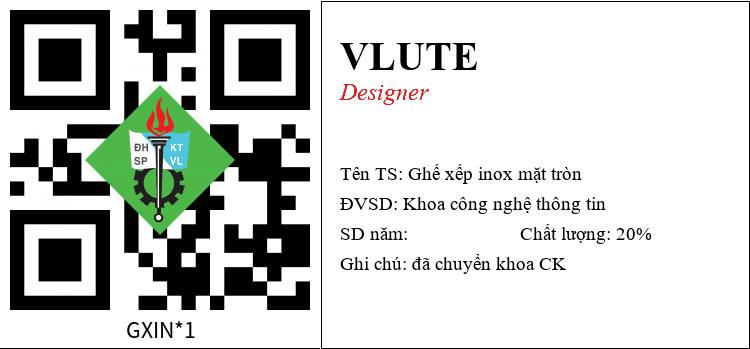 ĐH KT
SP VL
GXIN*1
VLUTE
Designer
Tên TS: Ghế xếp inox mặt tròn
ĐVSD: Khoa công nghệ thông tin
SD năm: Chất lượng: 20%
Ghi chú: đã chuyển khoa CK